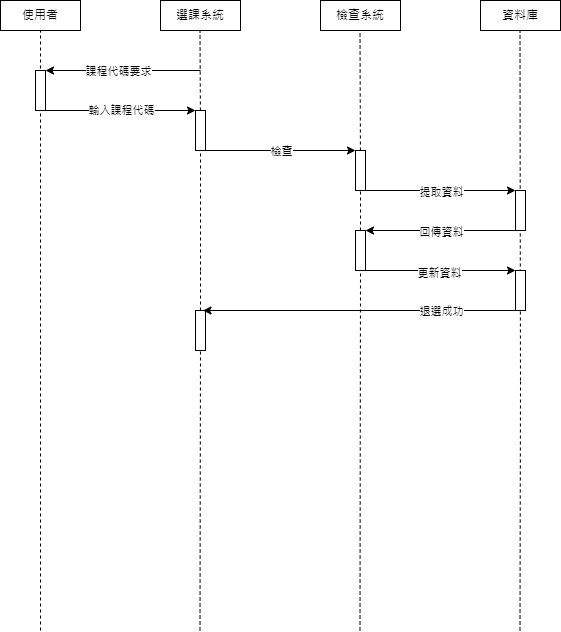 使用者
選課系統
檢查系統
資料庫
課程代碼要求
輸入課程代碼
檢查
提取資料
回傳資料
更新資料
退選成功